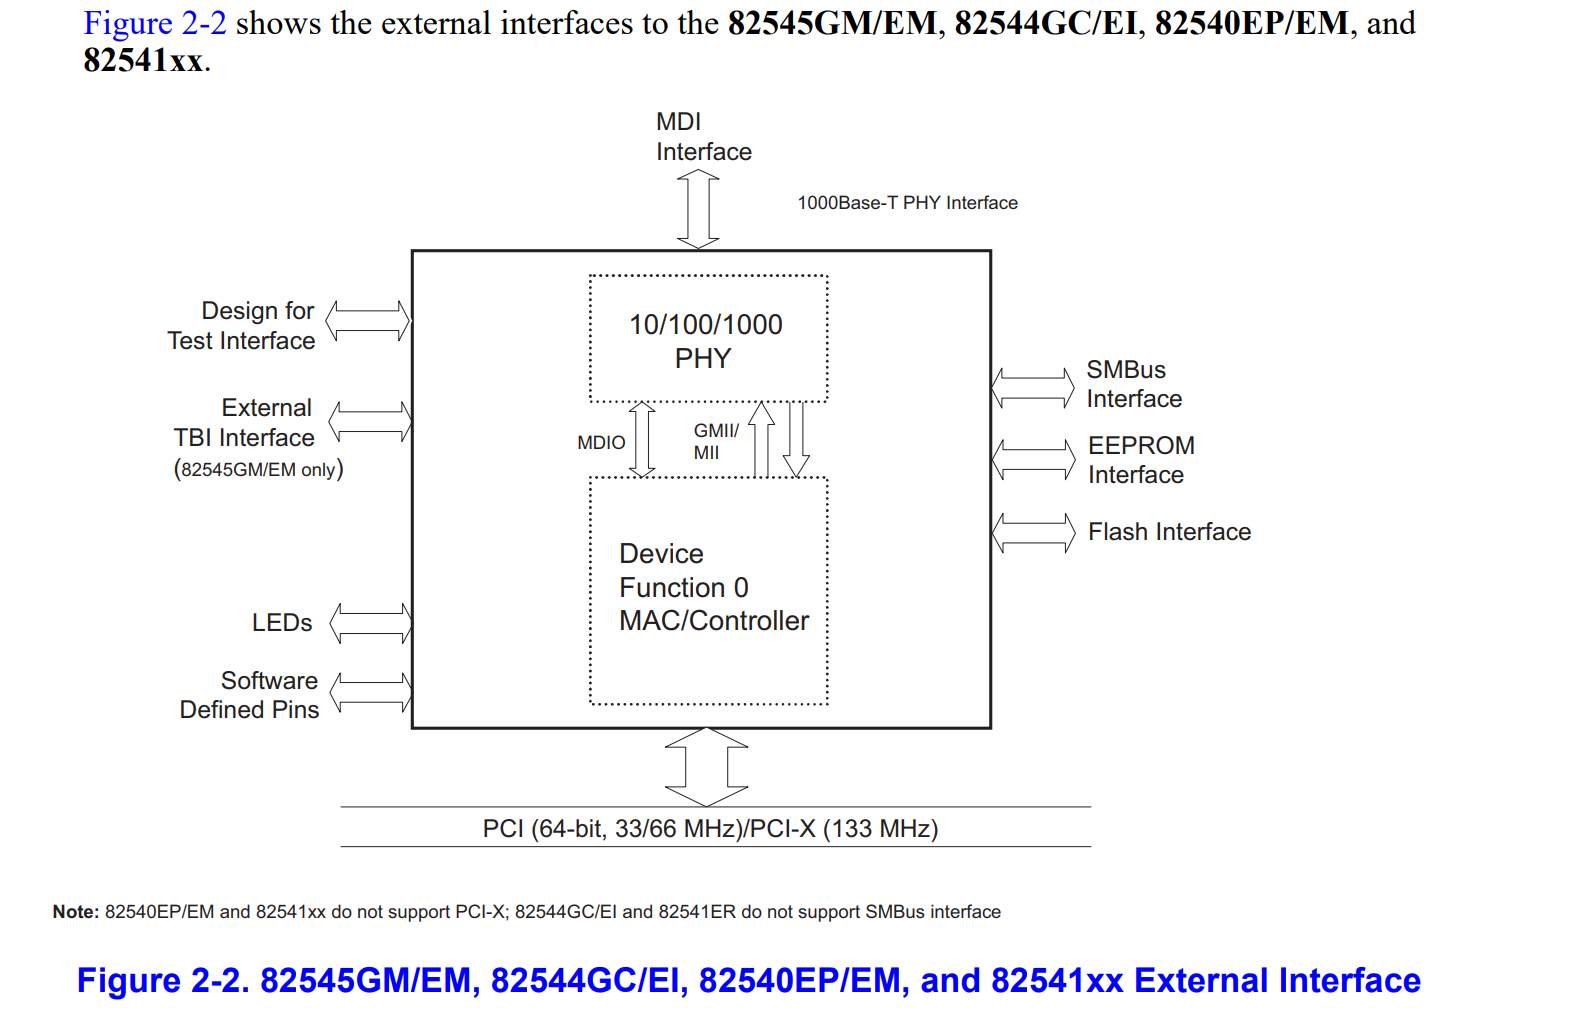 Figure 2-2 shows the external interfaces to the 82545GM/EM, 82544GC/EI, 82540EP/EM, and
82541xx.
MDI
Interface
1000Base-T PHY Interface
Design for
Test Interface
10/100/1000
PHY
SMBus
Interface
External
TBI Interface
(82545GM/EM only)
MDIO
GMII/
MII
EEPROM
Interface
Flash Interface
Device
Function 0
MAC/Controller
LEDs
Software
Defined Pins
PCI (64-bit, 33/66 MHz)/PCI-X (133 MHz)
Note: 82540EP/EM and 82541xx do not support PCI-X; 82544GC/EI and 82541ER do not support SMBus interface
Figure 2-2. 82545GM/EM, 82544GC/EI, 82540EP/EM, and 82541xx External Interface